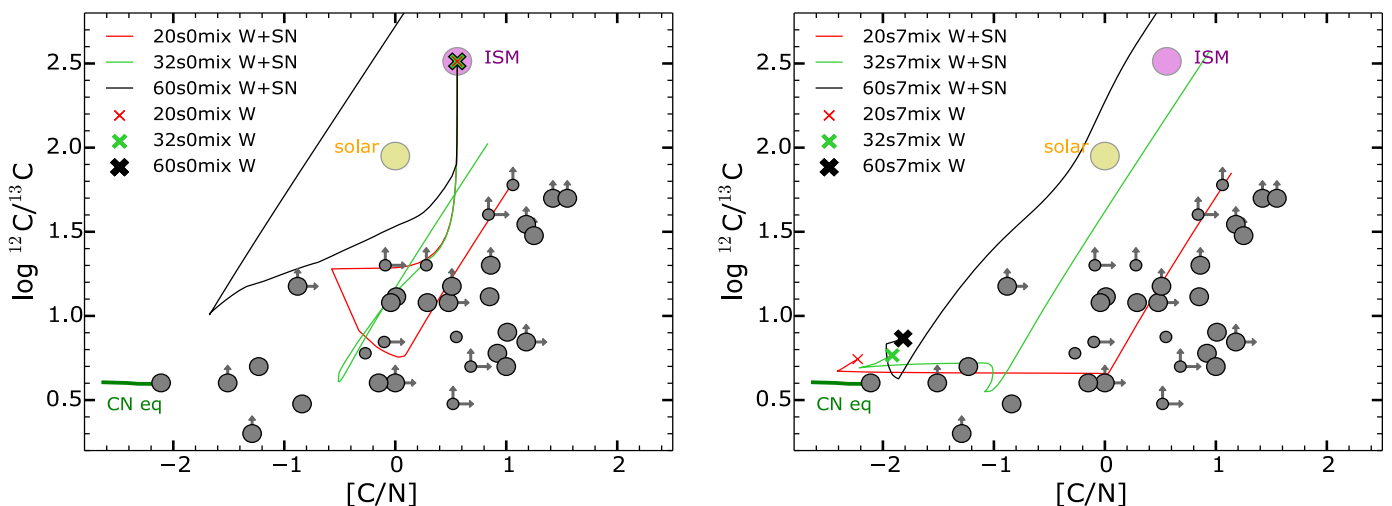 20s0mix W+SN
32s0mix W+SN
60s0mix W+SN
20s0mix W
32s0mix W
60s0mix W
ISM
solar
CN eq
2.5
2.0
1.5
1.0
0.5
−2
−1
0
1
2
log ¹²C/¹³C
[C/N]
20s7mix W+SN
32s7mix W+SN
60s7mix W+SN
20s7mix W
32s7mix W
60s7mix W
ISM
solar
CN eq
2.5
2.0
1.5
1.0
0.5
−2
−1
0
1
2
log ¹²C/¹³C
[C/N]